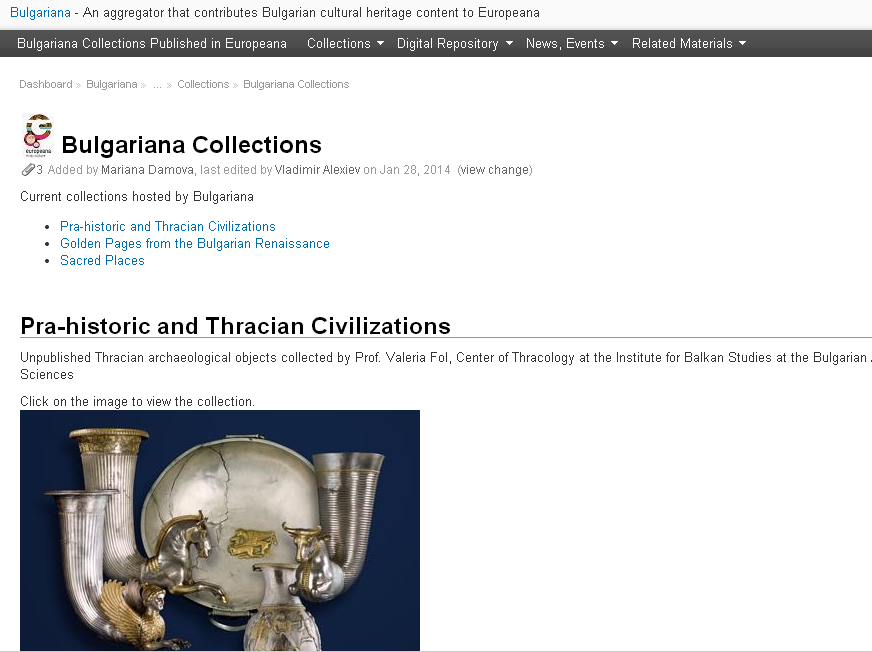 Bulgariana - An aggregator that contributes Bulgarian cultural heritage content to Europeana
Bulgariana Collections Published in Europeana Collections Digital Repository News, Events Related Materials
Dashboard » Bulgariana » ... » Collections » Bulgariana Collections
europeana
Bulgariana Collections
3 Added by Mariana Damova, last edited by Vladimir Alexiev on Jan 28, 2014 (view change)
Current collections hosted by Bulgariana
• Pra-historic and Thracian Civilizations
• Golden Pages from the Bulgarian Renaissance
• Sacred Places
Pra-historic and Thracian Civilizations
Unpublished Thracian archaeological objects collected by Prof. Valeria Fol, Center of Thracology at the Institute for Balkan Studies at the Bulgarian
Sciences
Click on the image to view the collection.